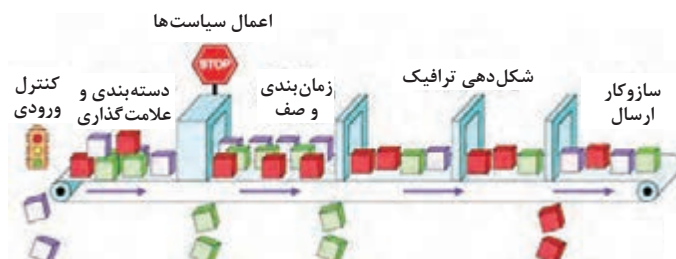 اعمال سیاست‌ها
STOP
کنترل
ورودی
دسته‌بندی و
علامت‌گذاری
زمان‌بندی
و صف
شکل‌دهی ترافیک
سازوکار
ارسال